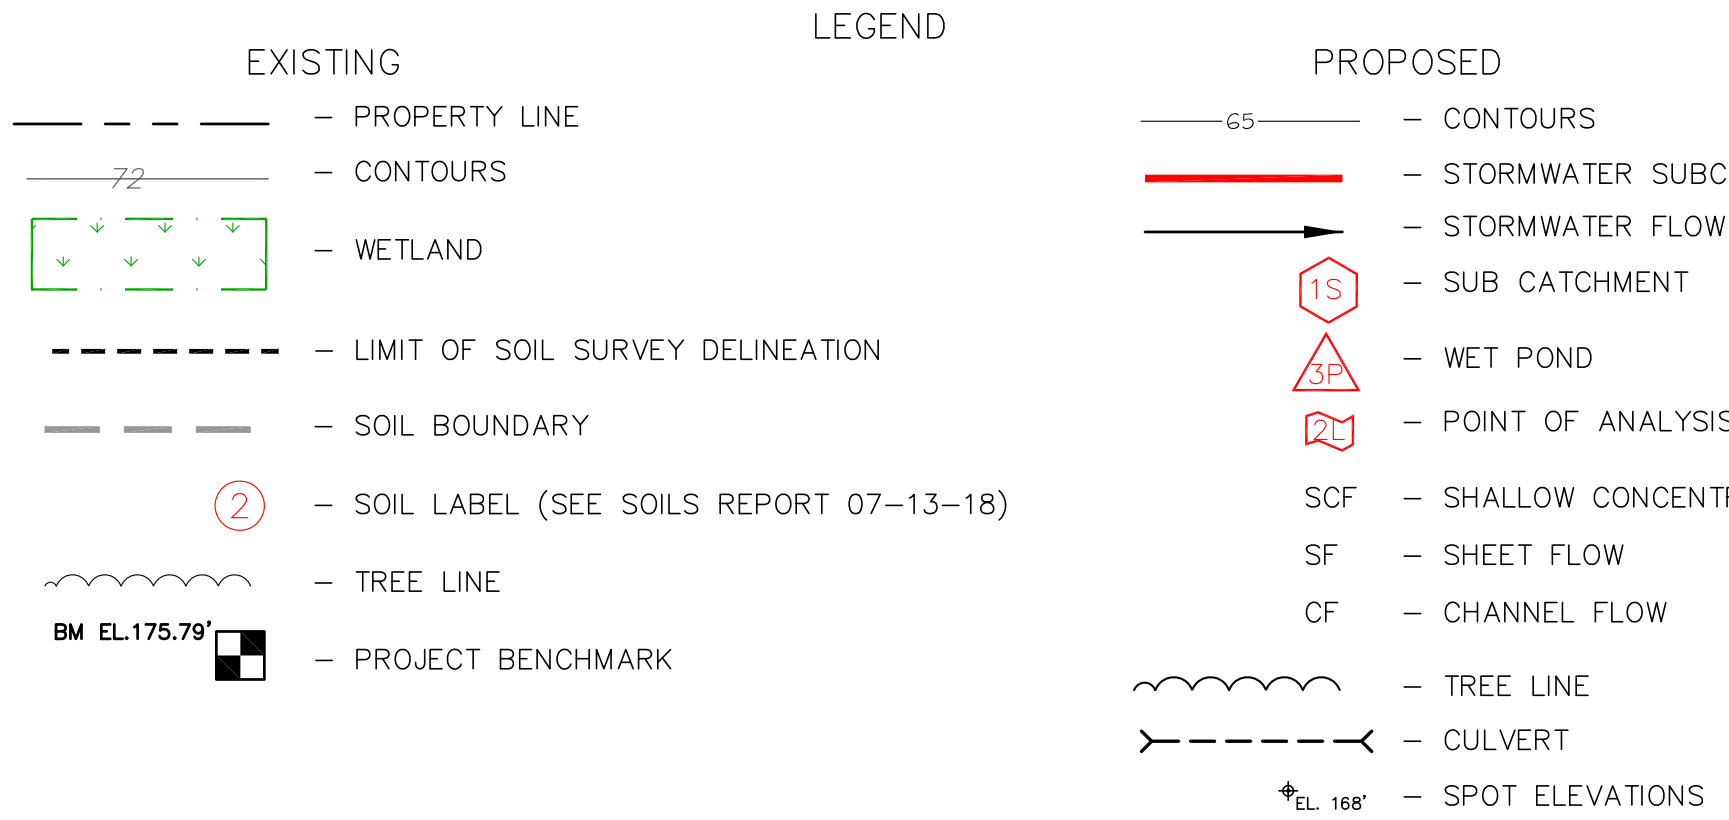 LEGEND
EXISTING
— PROPERTY LINE
72 — CONTOURS
— WETLAND
— LIMIT OF SOIL SURVEY DELINEATION
— SOIL BOUNDARY
2 — SOIL LABEL (SEE SOILS REPORT 07-13-18)
— TREE LINE
BM EL.175.79' — PROJECT BENCHMARK
PROPOSED
65 — CONTOURS
— STORMWATER SUBC
— STORMWATER FLOW
1S — SUB CATCHMENT
3P — WET POND
2L — POINT OF ANALYSIS
SCF — SHALLOW CONCENTR
SF — SHEET FLOW
CF — CHANNEL FLOW
— TREE LINE
— CULVERT
EL. 168' — SPOT ELEVATIONS